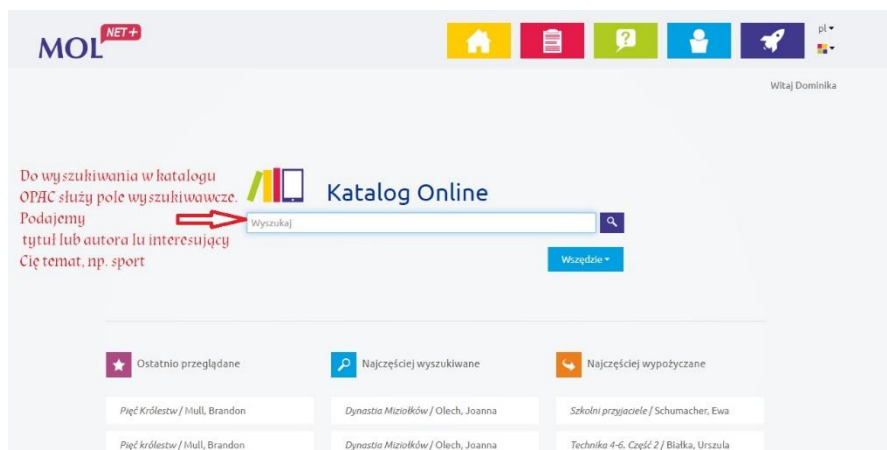 MOL NET+
pl
Witaj Dominika
Do wyszukiwania w katalogu
OPAC służy pole wyszukiwawcze.
Podajemy
tytuł lub autora lu interesujący
Cię temat, np. sport
Katalog Online
Wyszukaj
Wszędzie
Ostatnio przeglądane
Najczęściej wyszukiwane
Najczęściej wypożyczane
Pięć Królestw / Mull, Brandon
Dynastia Miziołków / Olech, Joanna
Szkolni przyjaciele / Schumacher, Ewa
Pięć królestw / Mull, Brandon
Dynastia Miziołków / Olech, Joanna
Technika 4-6. Część 2 / Białka, Urszula